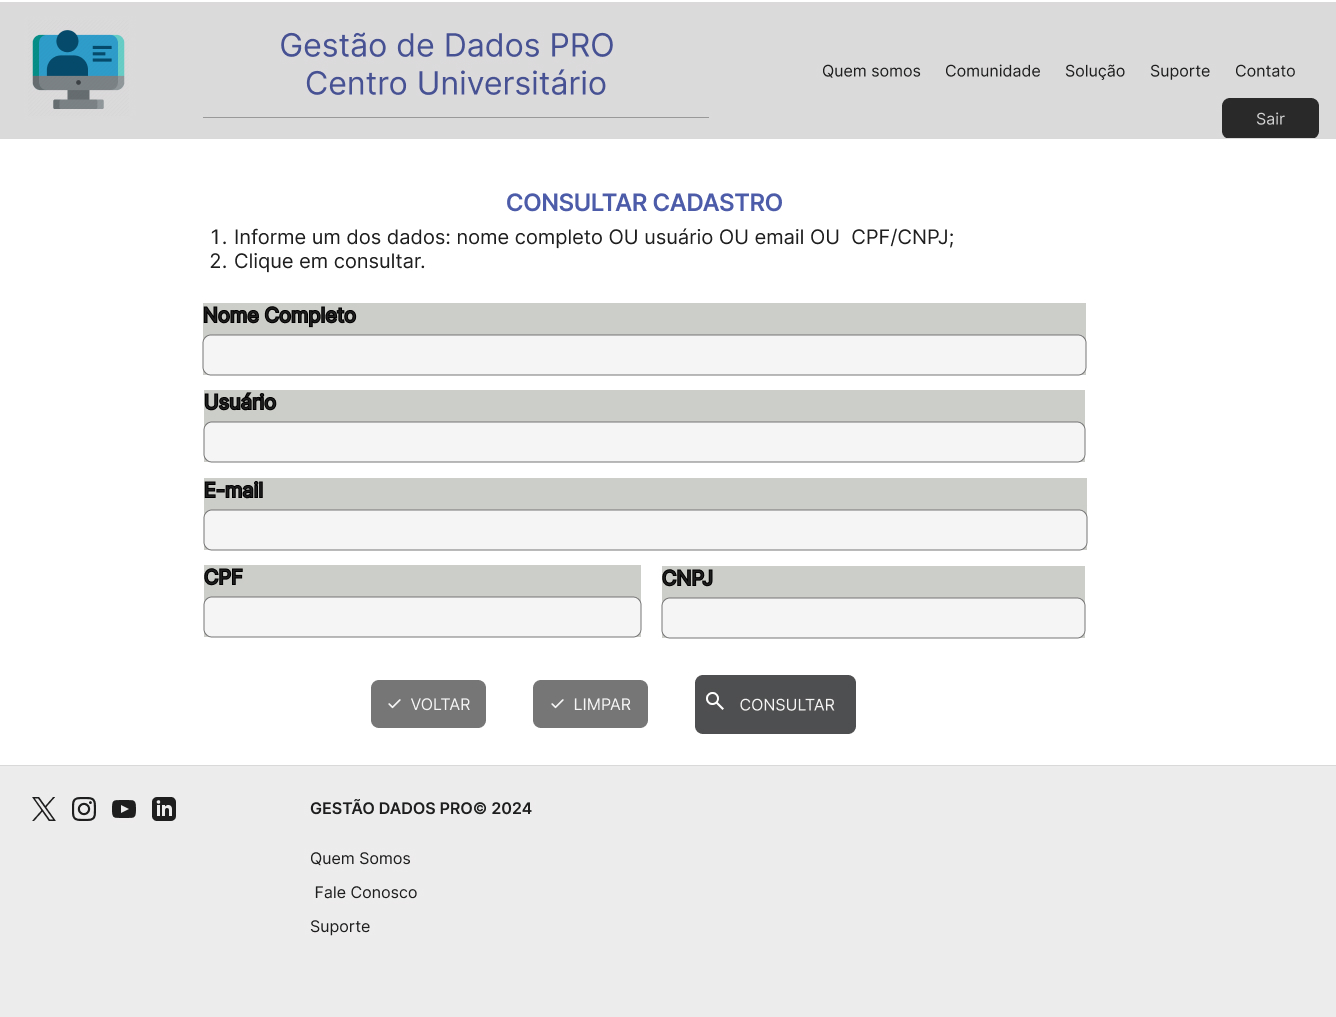 Gestão de Dados PRO
Centro Universitário
Quem somos
Comunidade
Solução
Suporte
Contato
Sair
CONSULTAR CADASTRO
1. Informe um dos dados: nome completo OU usuário OU email OU  CPF/CNPJ;
2. Clique em consultar.
Nome Completo
Usuário
E-mail
CPF
CNPJ
VOLTAR
LIMPAR
CONSULTAR
GESTÃO DADOS PRO© 2024
Quem Somos
Fale Conosco
Suporte